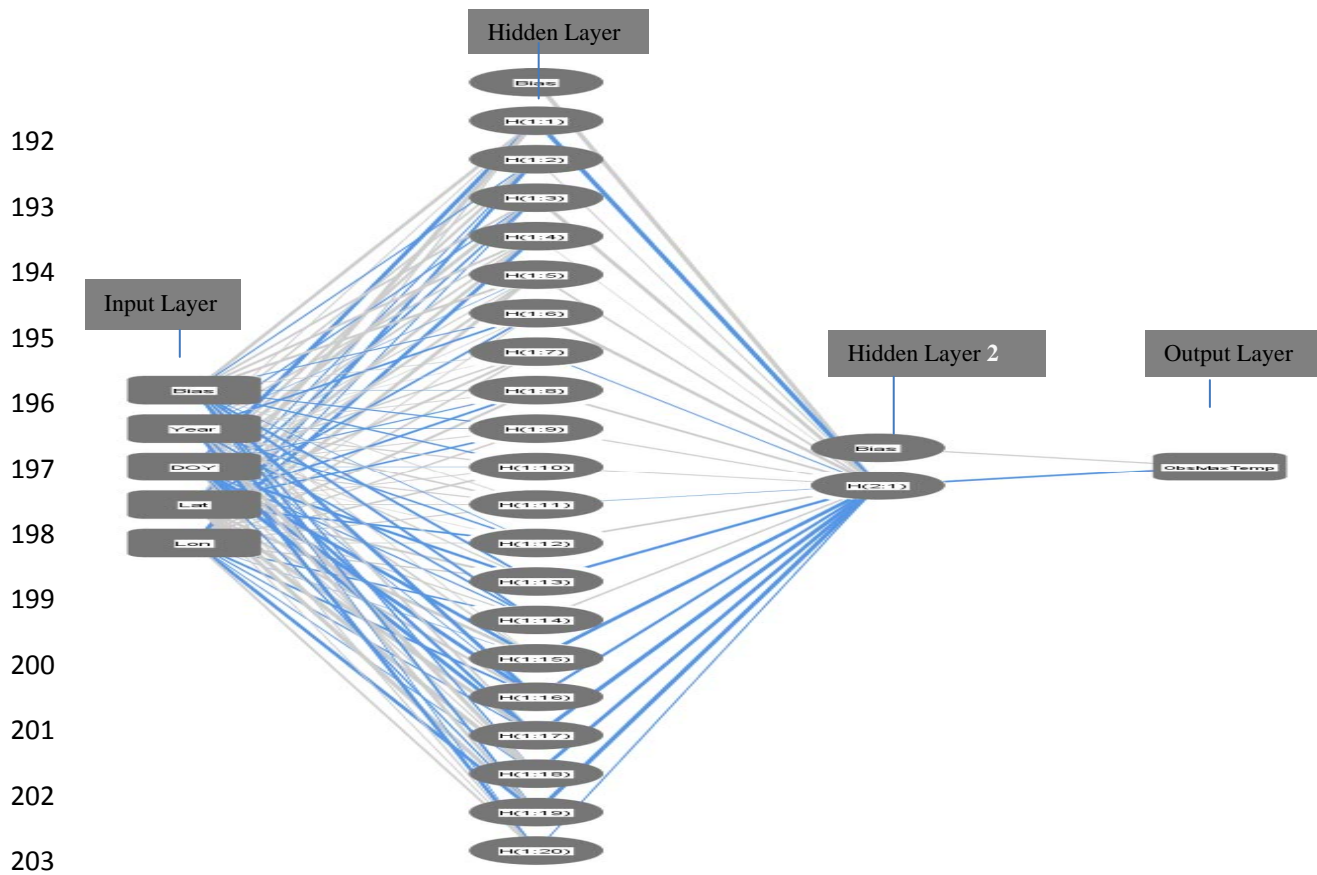 Hidden Layer
Bias
H(1:1)
192
H(1:2)
193
H(1:3)
H(1:4)
194
H(1:5)
Input Layer
H(1:6)
195
H(1:7)
Hidden Layer 2
Output Layer
Bias
H(1:8)
196
Year
H(1:9)
Bias
DOY
H(1:10)
ObsMaxTemp
197
H(2:1)
Lat
H(1:11)
198
Lon
H(1:12)
H(1:13)
199
H(1:14)
H(1:15)
200
H(1:16)
201
H(1:17)
H(1:18)
202
H(1:19)
H(1:20)
203